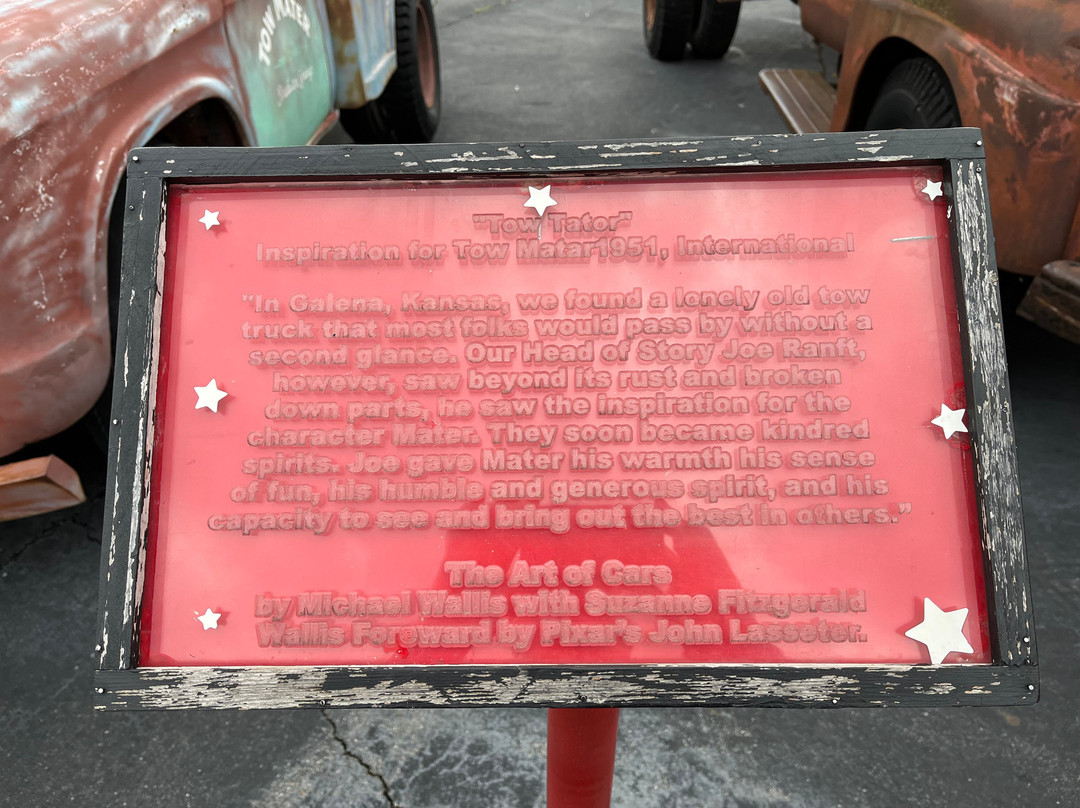 TOW MATER
"Tow Tator"
Inspiration for Tow Matar1951, International
"In Galena, Kansas, we found a lonely old tow
truck that most folks would pass by without a
second glance. Our Head of Story Joe Ranft,
however, saw beyond its rust and broken
down parts, he saw the inspiration for the
character Mater. They soon became kindred
spirits. Joe gave Mater his warmth his sense
of fun, his humble and generous spirit, and his
capacity to see and bring out the best in others."
The Art of Cars
by Michael Wallis with Suzanne Fitzgerald
Wallis Foreward by Pixar's John Lasseter.